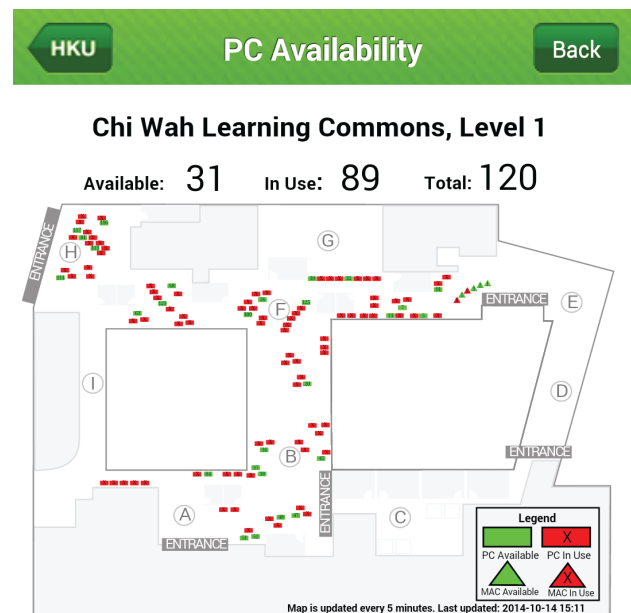 HKU PC Availability Back
Chi Wah Learning Commons, Level 1
Available: 31 In Use: 89 Total: 120
ENTRANCE
H
G
F
ENTRANCE
E
I
D
B
ENTRANCE
ENTRANCE
A
C
ENTRANCE
Legend
X
PC Available PC In Use
X
MAC Available MAC In Use
Map is updated every 5 minutes. Last updated: 2014-10-14 15:11